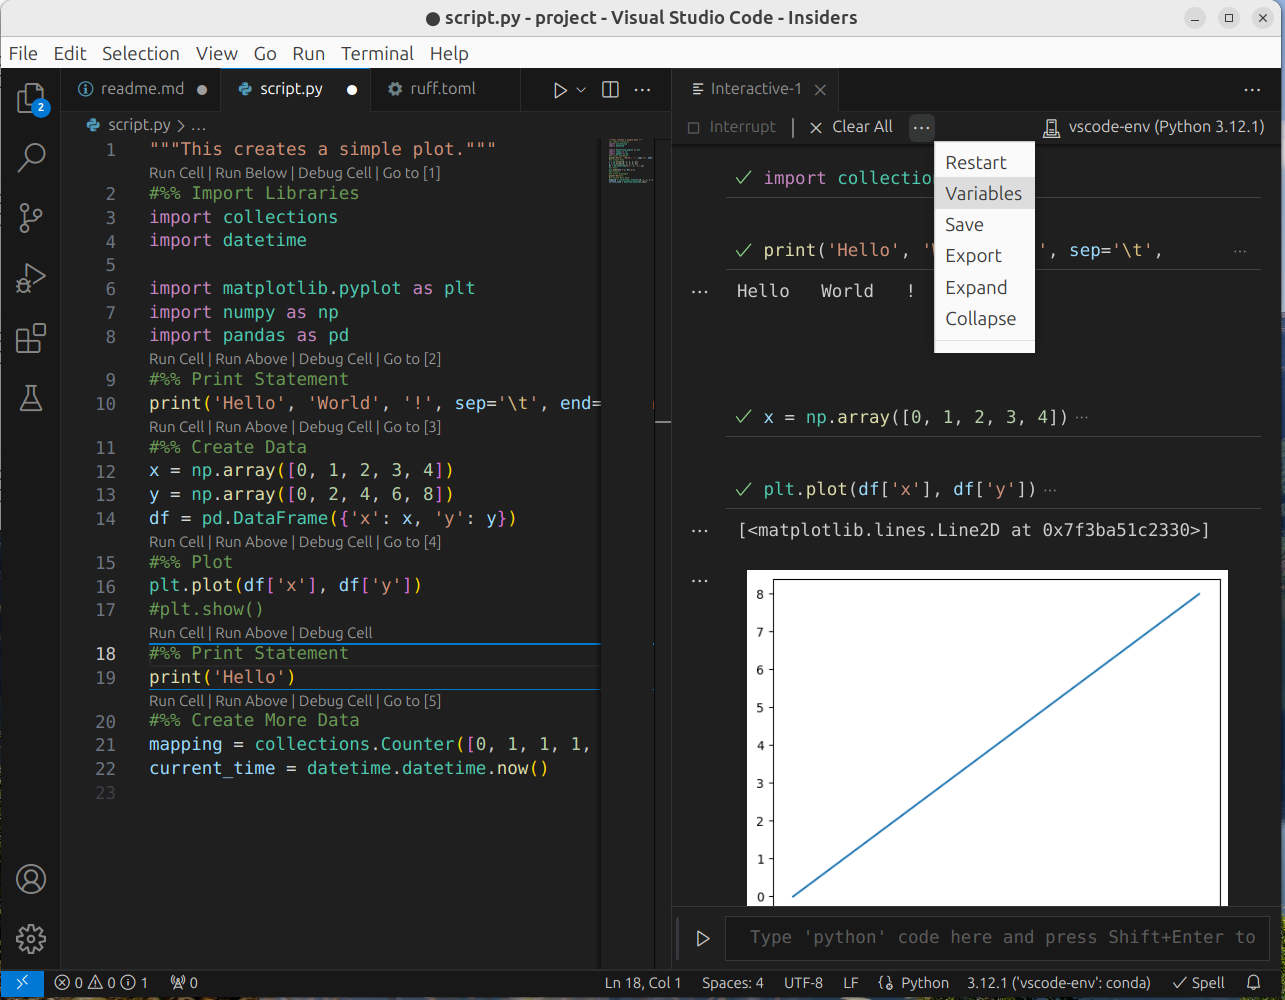 script.py - project - Visual Studio Code - Insiders
File Edit Selection View Go Run Terminal Help
readme.md
script.py
ruff.toml
2
script.py > ...
1 """This creates a simple plot."""
Run Cell | Run Below | Debug Cell | Go to [1]
2 #%% Import Libraries
3 import collections
4 import datetime
5
6 import matplotlib.pyplot as plt
7 import numpy as np
8 import pandas as pd
Run Cell | Run Above | Debug Cell | Go to [2]
9 #%% Print Statement
10 print('Hello', 'World', '!', sep='\t', end=
Run Cell | Run Above | Debug Cell | Go to [3]
11 #%% Create Data
12 x = np.array([0, 1, 2, 3, 4])
13 y = np.array([0, 2, 4, 6, 8])
14 df = pd.DataFrame({'x': x, 'y': y})
Run Cell | Run Above | Debug Cell | Go to [4]
15 #%% Plot
16 plt.plot(df['x'], df['y'])
17 #plt.show()
Run Cell | Run Above | Debug Cell
18 #%% Print Statement
19 print('Hello')
Run Cell | Run Above | Debug Cell | Go to [5]
20 #%% Create More Data
21 mapping = collections.Counter([0, 1, 1, 1,
22 current_time = datetime.datetime.now()
23
Interactive-1
Interrupt | Clear All ...
vscode-env (Python 3.12.1)
Restart
Variables
Save
Export
Expand
Collapse
import collectio
print('Hello', ' ', sep='\t', ...
... Hello World !
x = np.array([0, 1, 2, 3, 4]) ...
plt.plot(df['x'], df['y']) ...
... [<matplotlib.lines.Line2D at 0x7f3ba51c2330>]
...
8
7
6
5
4
3
2
1
0
Type 'python' code here and press Shift+Enter to
0 0 1 0
Ln 18, Col 1 Spaces: 4 UTF-8 LF Python 3.12.1 ('vscode-env': conda) Spell